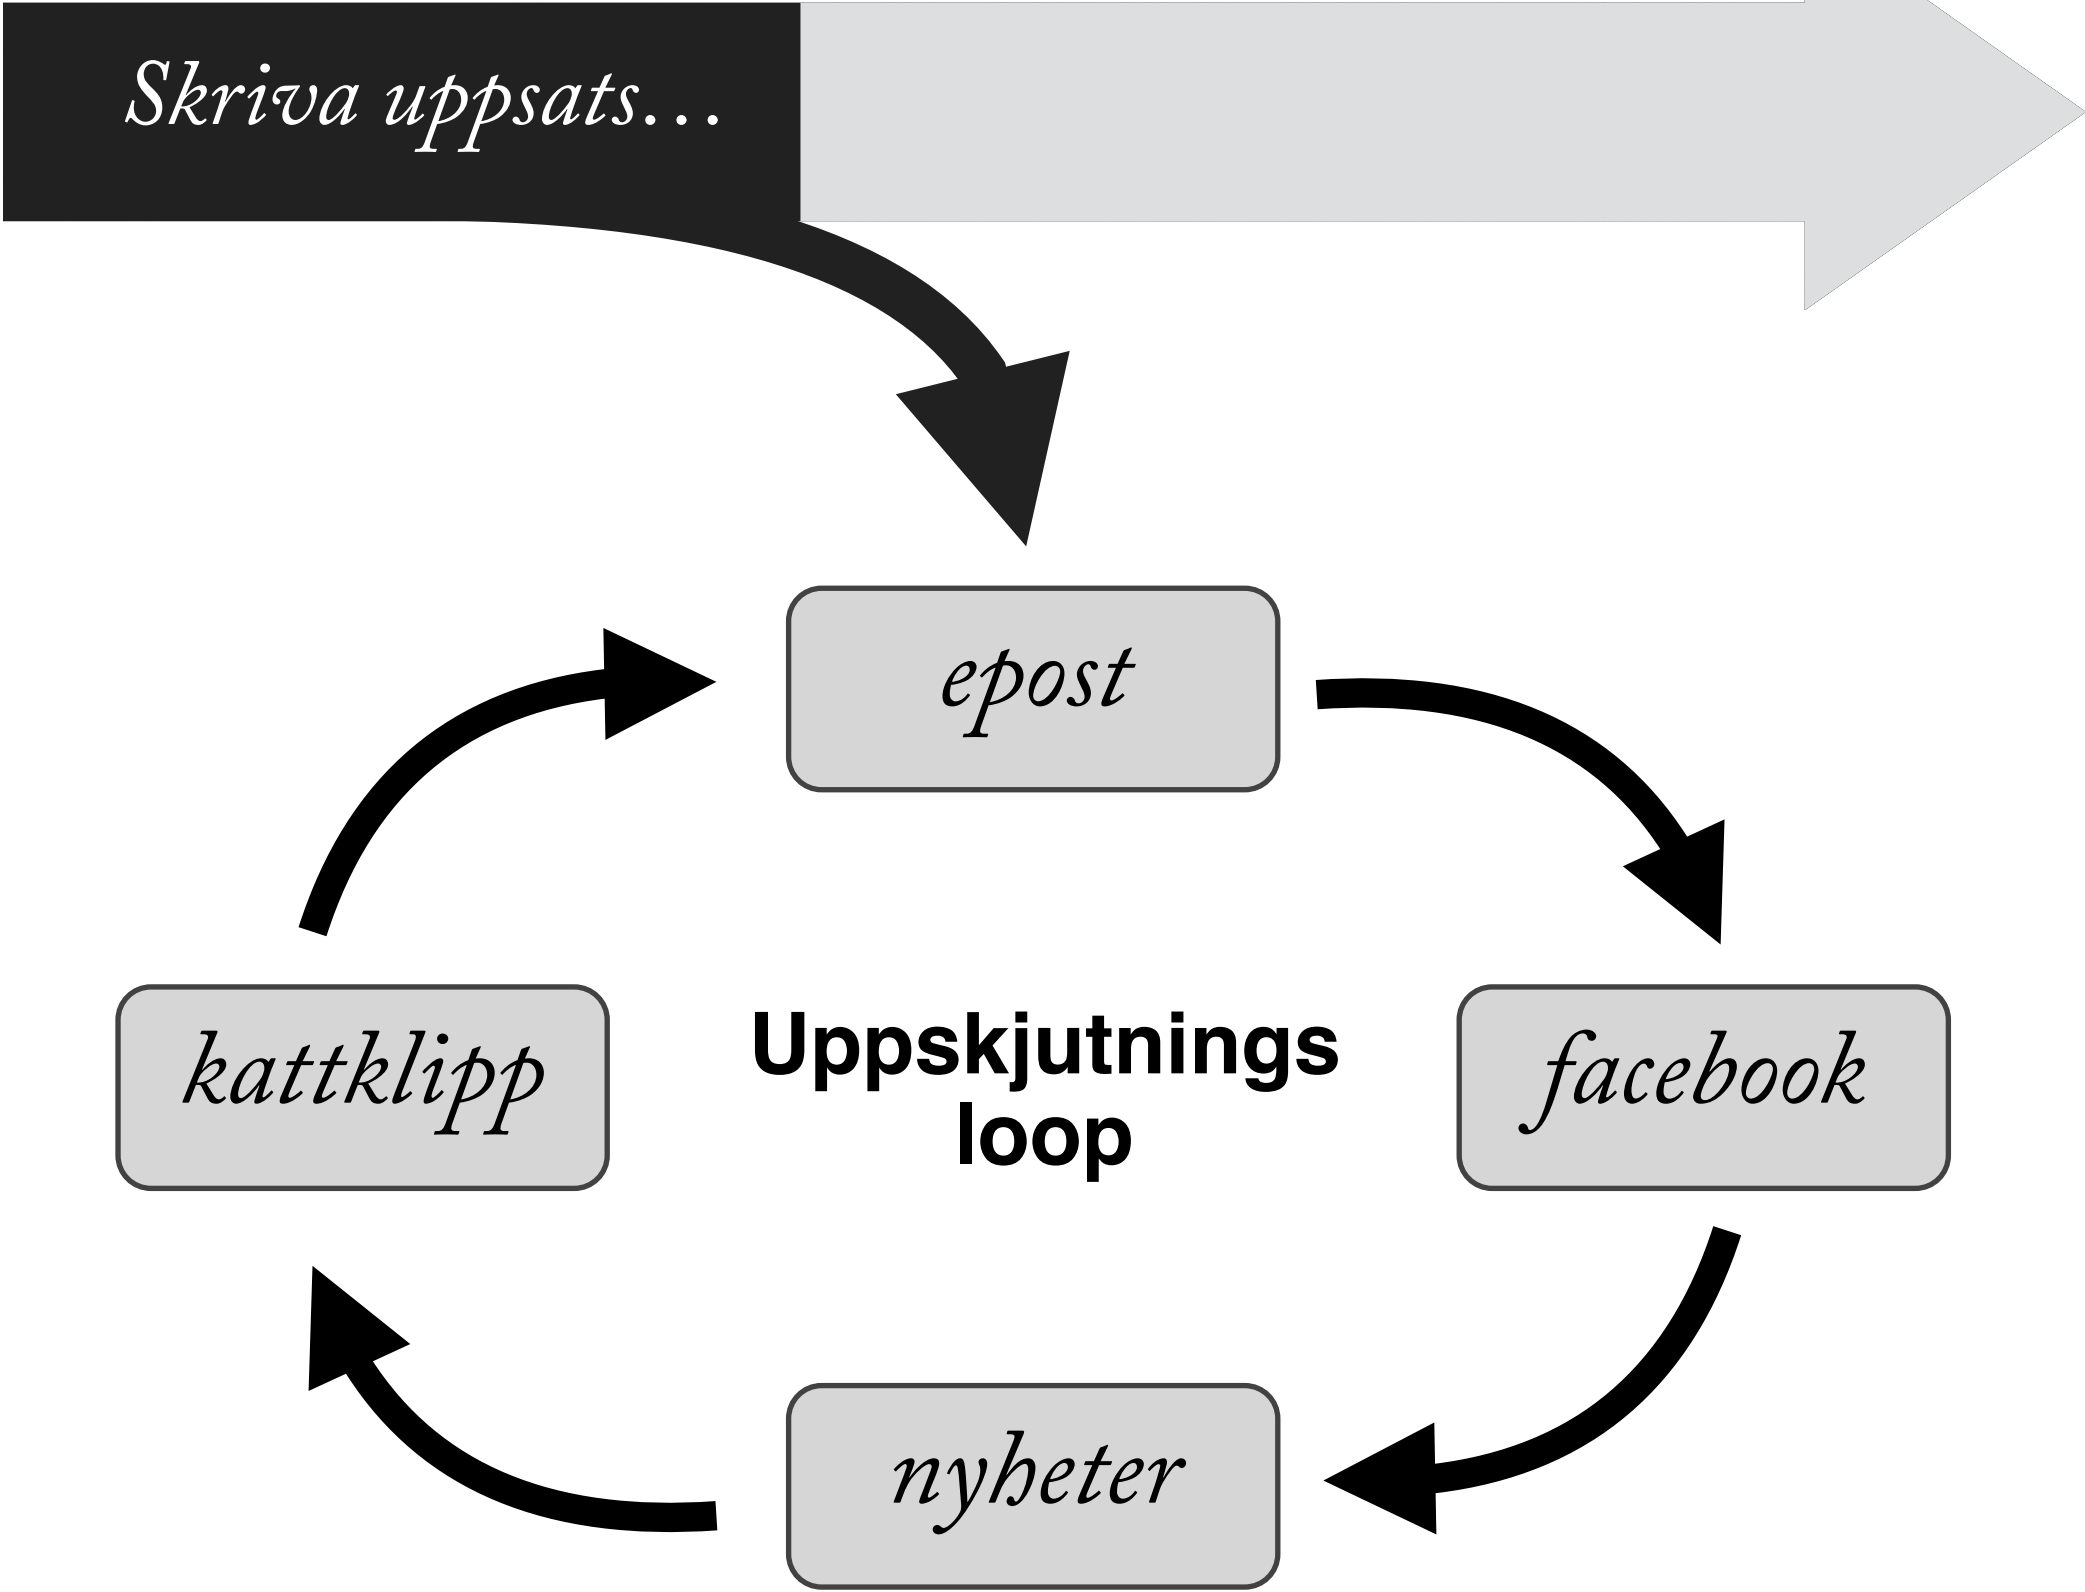 Skriva uppsats...
epost
kattklipp
Uppskjutnings
loop
facebook
nyheter